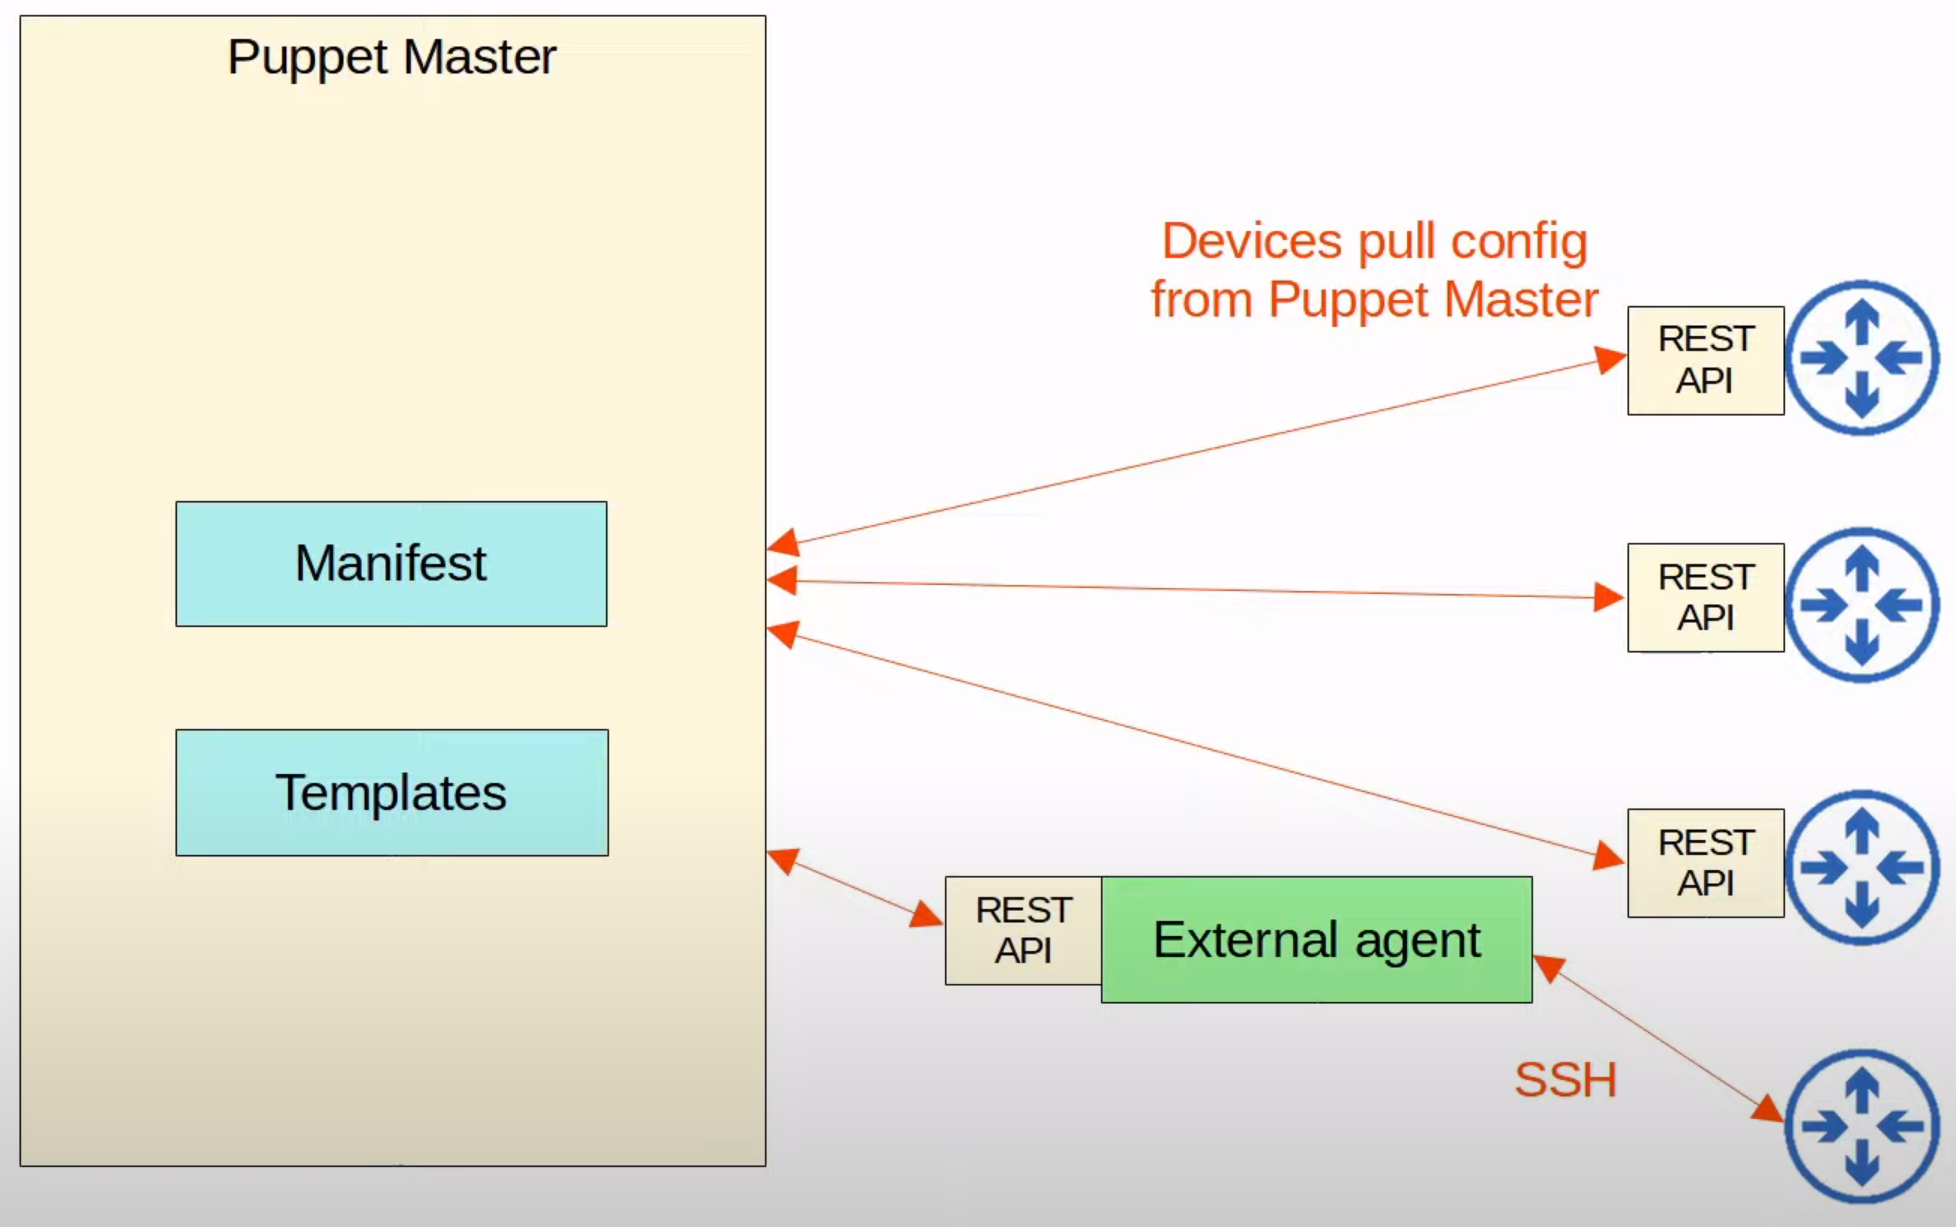 Puppet Master
Manifest
Templates
Devices pull config
from Puppet Master
REST
API
REST
API
REST
API
REST
API
External agent
SSH